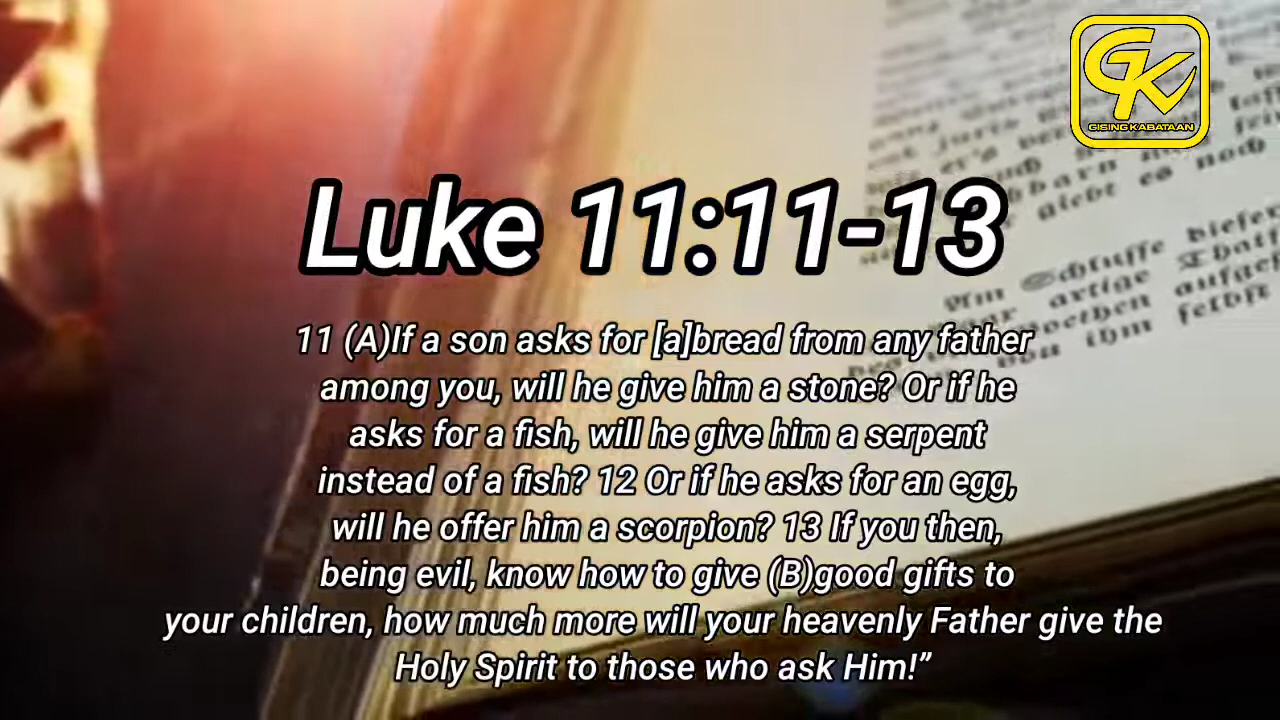 GK
GISING KABATAAN
Luke 11:11-13
11 (A)If a son asks for [a]bread from any father
among you, will he give him a stone? Or if he
asks for a fish, will he give him a serpent
instead of a fish? 12 Or if he asks for an egg,
will he offer him a scorpion? 13 If you then,
being evil, know how to give (B)good gifts to
your children, how much more will your heavenly Father give the
Holy Spirit to those who ask Him!”